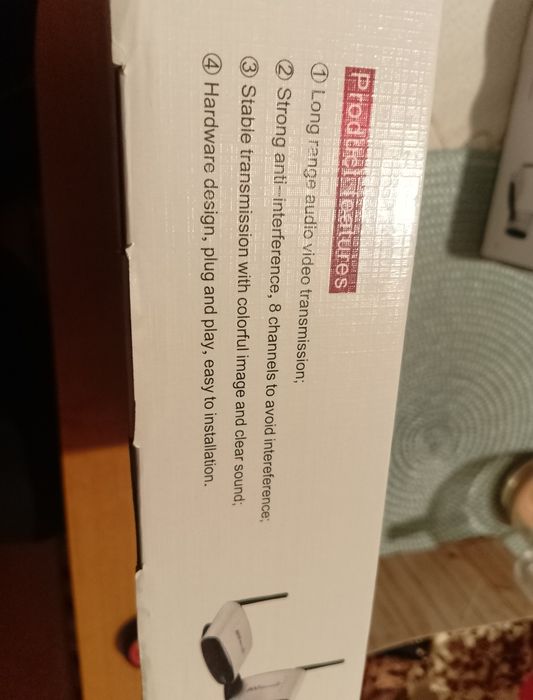 Product features
① Long range audio video transmission;
② Strong anti-interference, 8 channels to avoid intereference;
③ Stable transmission with colorful image and clear sound;
④ Hardware design, plug and play, easy to installation.